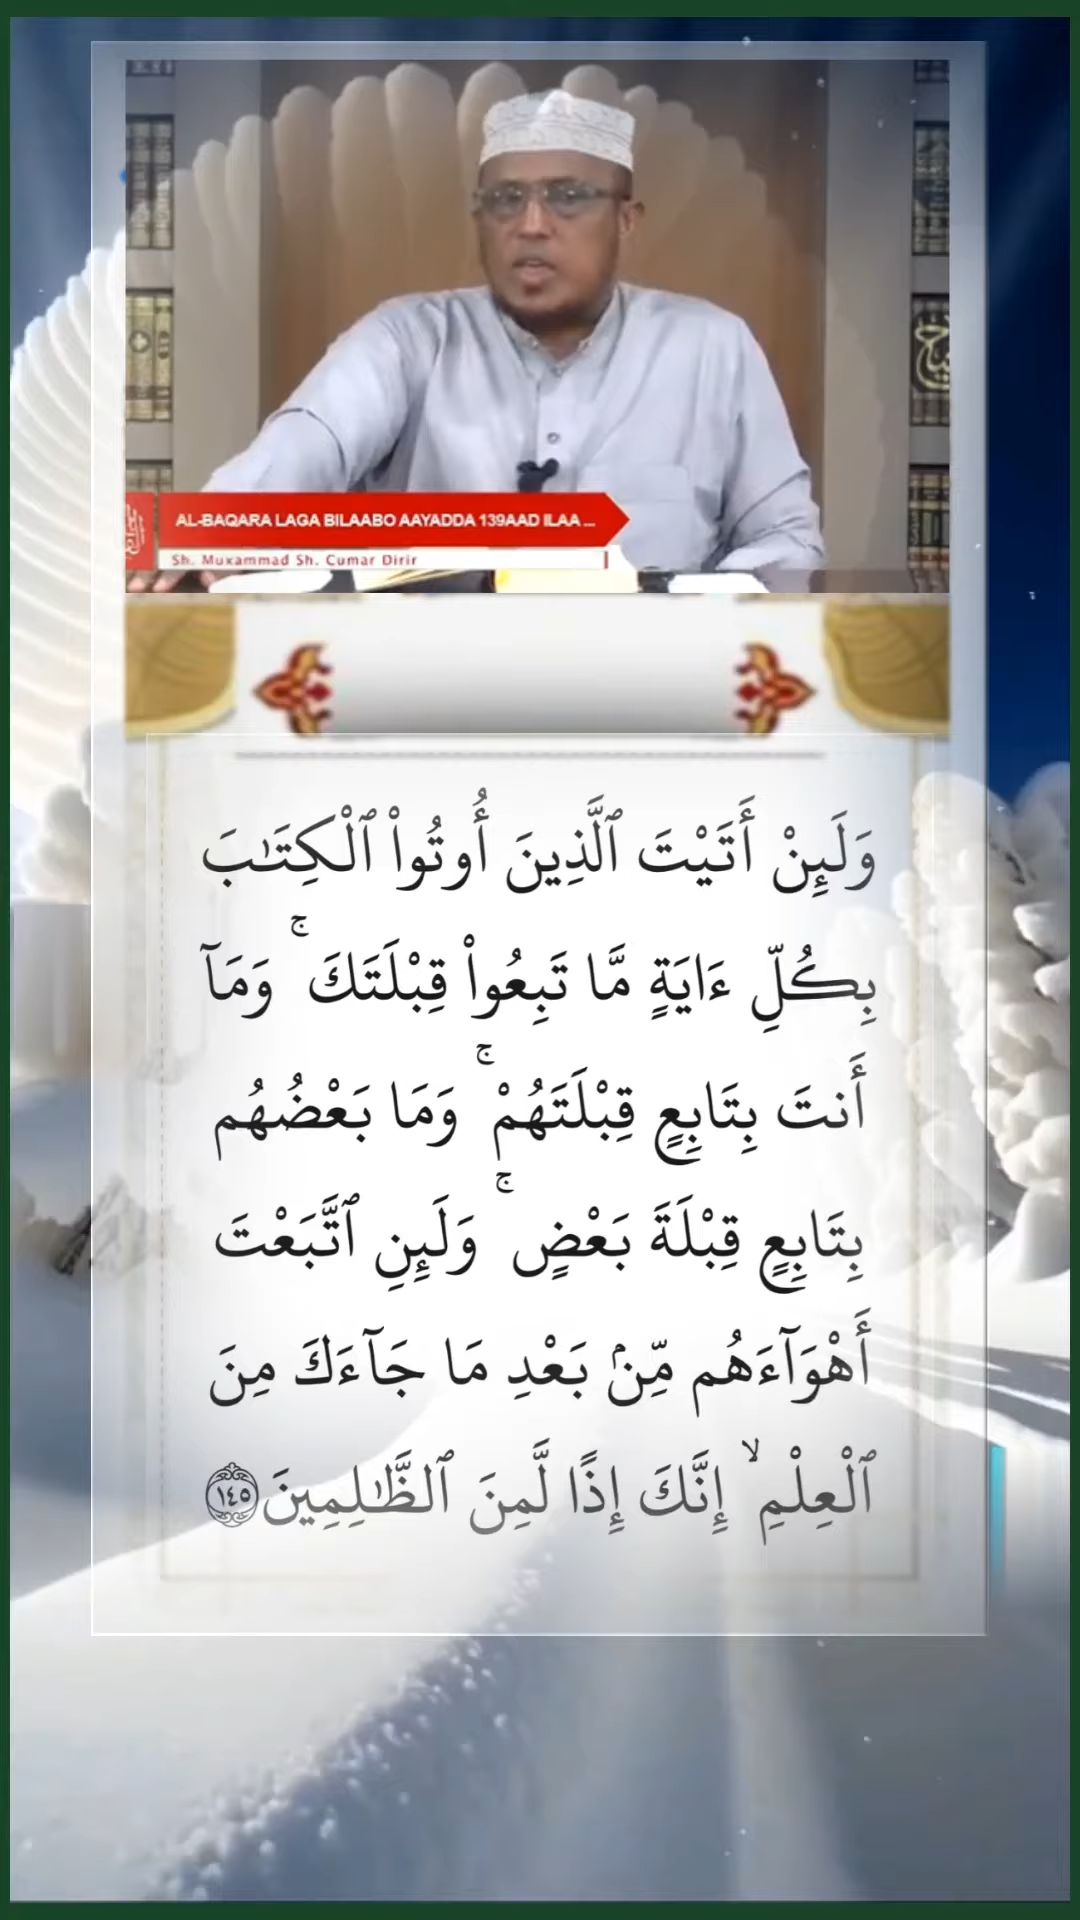 AL-BAQARA LAGA BILAABO AAYADDA 139AAD ILAA ...
Sh. Muxammad Sh. Cumar Dirir
وَلَئِنْ أَتَيْتَ ٱلَّذِينَ أُوتُوا۟ ٱلْكِتَـٰبَ
بِكُلِّ ءَايَةٍ مَّا تَبِعُوا۟ قِبْلَتَكَ ۚ وَمَآ
أَنتَ بِتَابِعٍ قِبْلَتَهُمْ ۚ وَمَا بَعْضُهُم
بِتَابِعٍ قِبْلَةَ بَعْضٍ ۚ وَلَئِنِ ٱتَّبَعْتَ
أَهْوَآءَهُم مِّنۢ بَعْدِ مَا جَآءَكَ مِنَ
ٱلْعِلْمِ ۙ إِنَّكَ إِذًا لَّمِنَ ٱلظَّـٰلِمِينَ ١٤٥